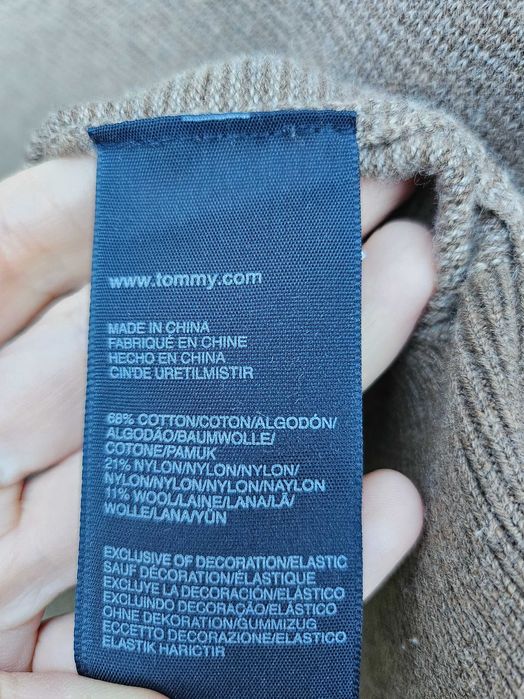 www.tommy.com
MADE IN CHINA
FABRIQUÉ EN CHINE
HECHO EN CHINA
ÇIN'DE URETILMISTIR
68% COTTON/COTON/ALGODÓN/
ALGODÃO/BAUMWOLLE/
COTONE/PAMUK
21% NYLON/NYLON/NYLON/
NYLON/NYLON/NYLON/NAYLON
11% WOOL/LAINE/LANA/LÃ/
WOLLE/LANA/YÜN
EXCLUSIVE OF DECORATION/ELASTIC
SAUF DÉCORATION/ÉLASTIQUE
EXCLUYE LA DECORACIÓN/ELÁSTICO
EXCLUINDO DECORAÇÃO/ELÁSTICO
OHNE DEKORATION/GUMMIZUG
ECCETTO DECORAZIONE/ELASTICO
ELASTIK HARICTIR